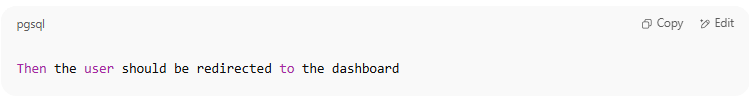 pgsql Copy Edit
Then the user should be redirected to the dashboard